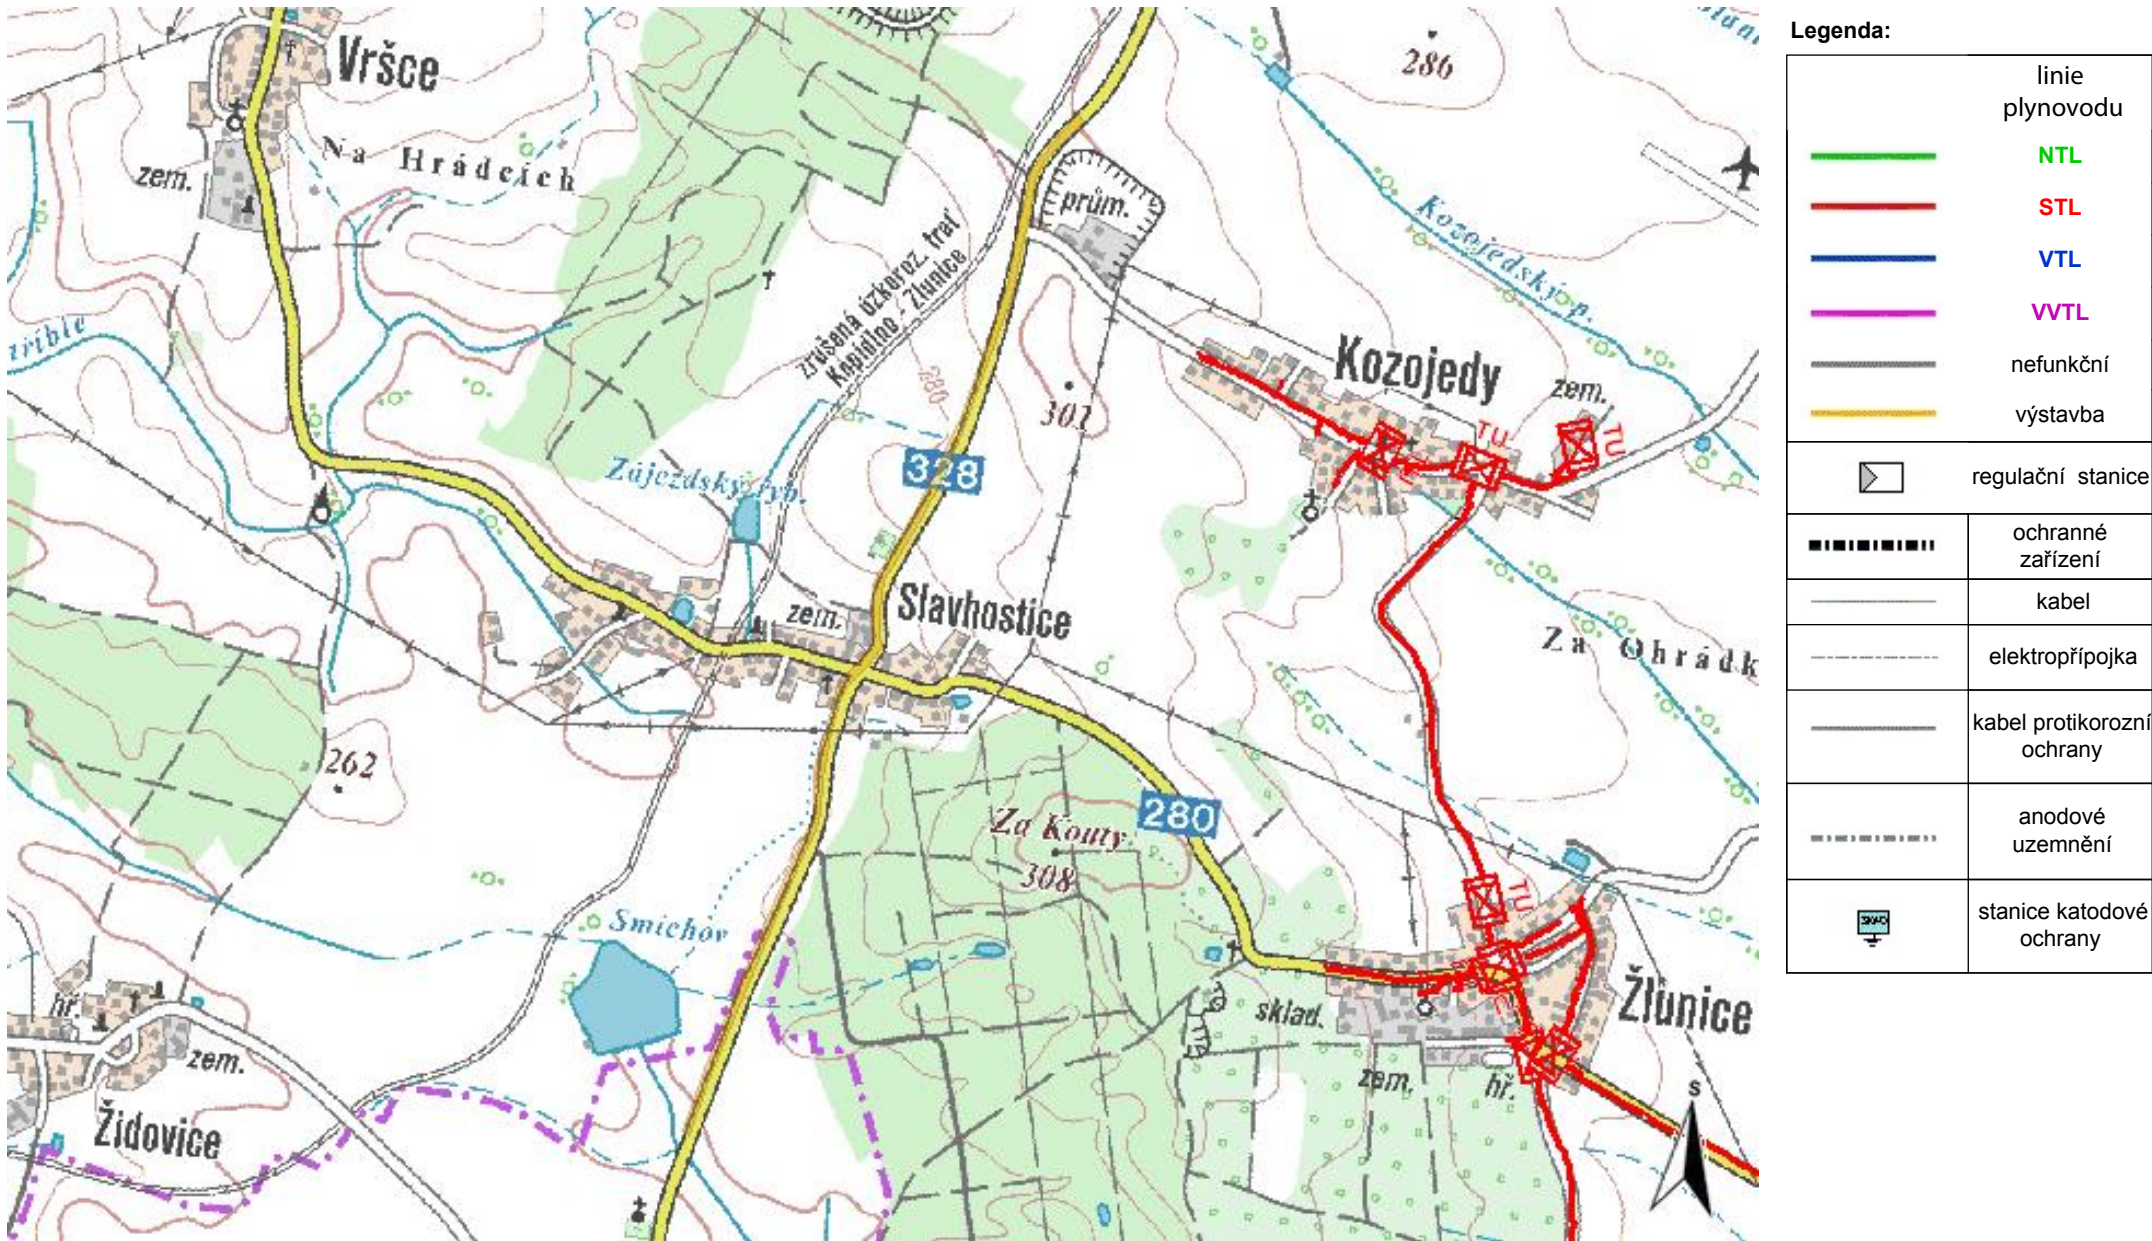 Vršce
Na Hrádcích
zem.
286
prům.
Kozojedský p.
zrušená úzkoroz. trať
Kopidlno - Žlunice
280
301
328
Zájezdský ryb.
Kozojedy
zem.
TU
TU
Slavhostice
zem.
Za Ohrádk
262
280
Za Kouty
308
Smíchov
TU
Žlunice
sklad.
zem.
hř.
hř.
zem.
Židovice
S
Legenda:
linie
plynovodu
NTL
STL
VTL
VVTL
nefunkční
výstavba
regulační stanice
ochranné
zařízení
kabel
elektopřípojka
kabel protikorozní
ochrany
anodové
uzemnění
SKAO
stanice katodové
ochrany